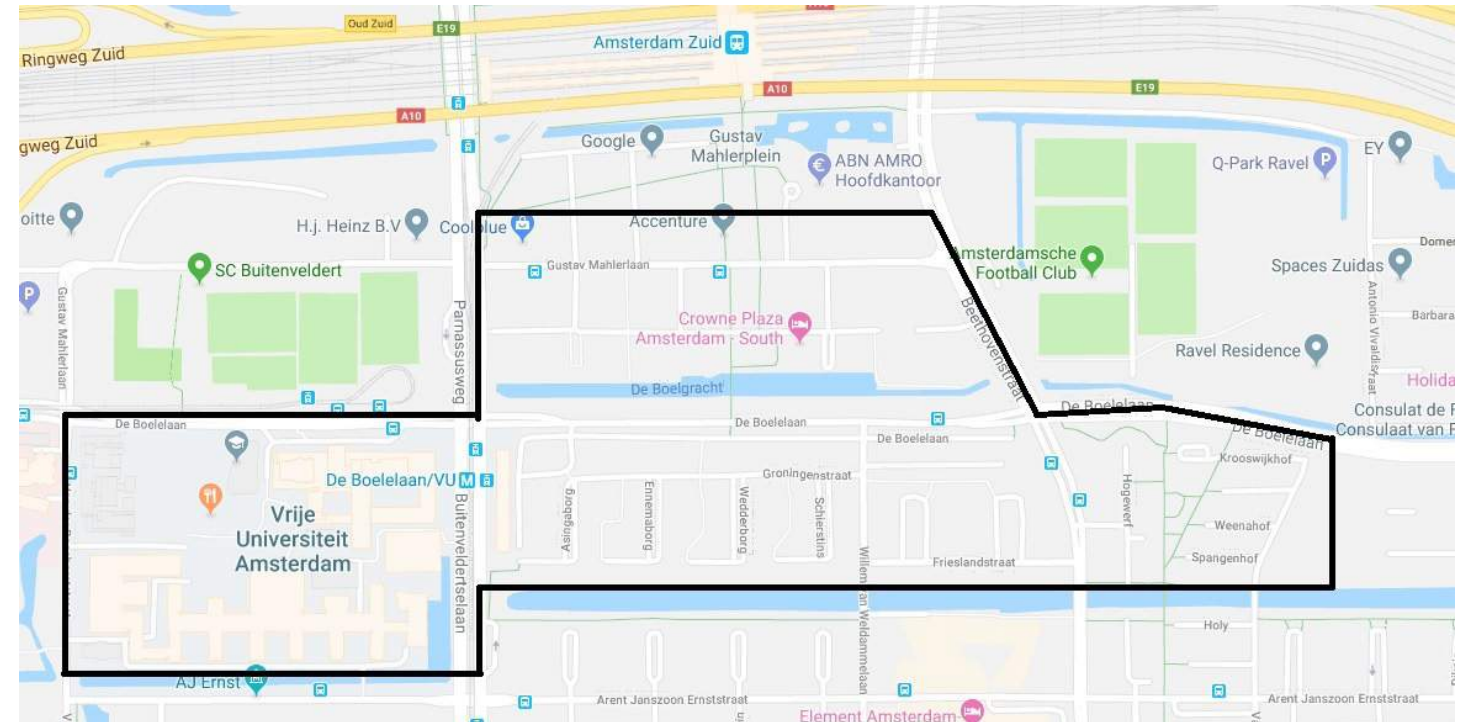 Oud Zuid
E19
Ringweg Zuid
Amsterdam Zuid
A10
E19
A10
gweg Zuid
Google
Gustav
Mahlerplein
ABN AMRO
Hoofdkantoor
EY
Q-Park Ravel
P
oitte
H.j. Heinz B.V
Coolblue
Accenture
Domer
SC Buitenveldert
Gustav Mahlerlaan
Amsterdamsche
Football Club
Spaces Zuidas
P
Gustav Mahlerlaan
Parnassusweg
Crowne Plaza
Amsterdam - South
Beethovenstraat
Antonio Vivaldistraat
Barbara
Ravel Residence
De Boelgracht
Holida
De Boelelaan
De Boelelaan
De Boelelaan
De Boelelaan
De Boelelaan
Consulat de F
Consulaat van F
Krooswijkhof
De Boelelaan/VU
M
Groningenstraat
Hogewerf
Vrije
Universiteit
Amsterdam
Buitenveldertselaan
Asingaborg
Ennemaborg
Wedderborg
Schierstins
Weenahof
Spangenhof
Frieslandstraat
Willem van Weldammelaan
Holy
AJ Ernst
Arent Janszoon Ernststraat
Arent Janszoon Ernststraat
Element Amsterdam